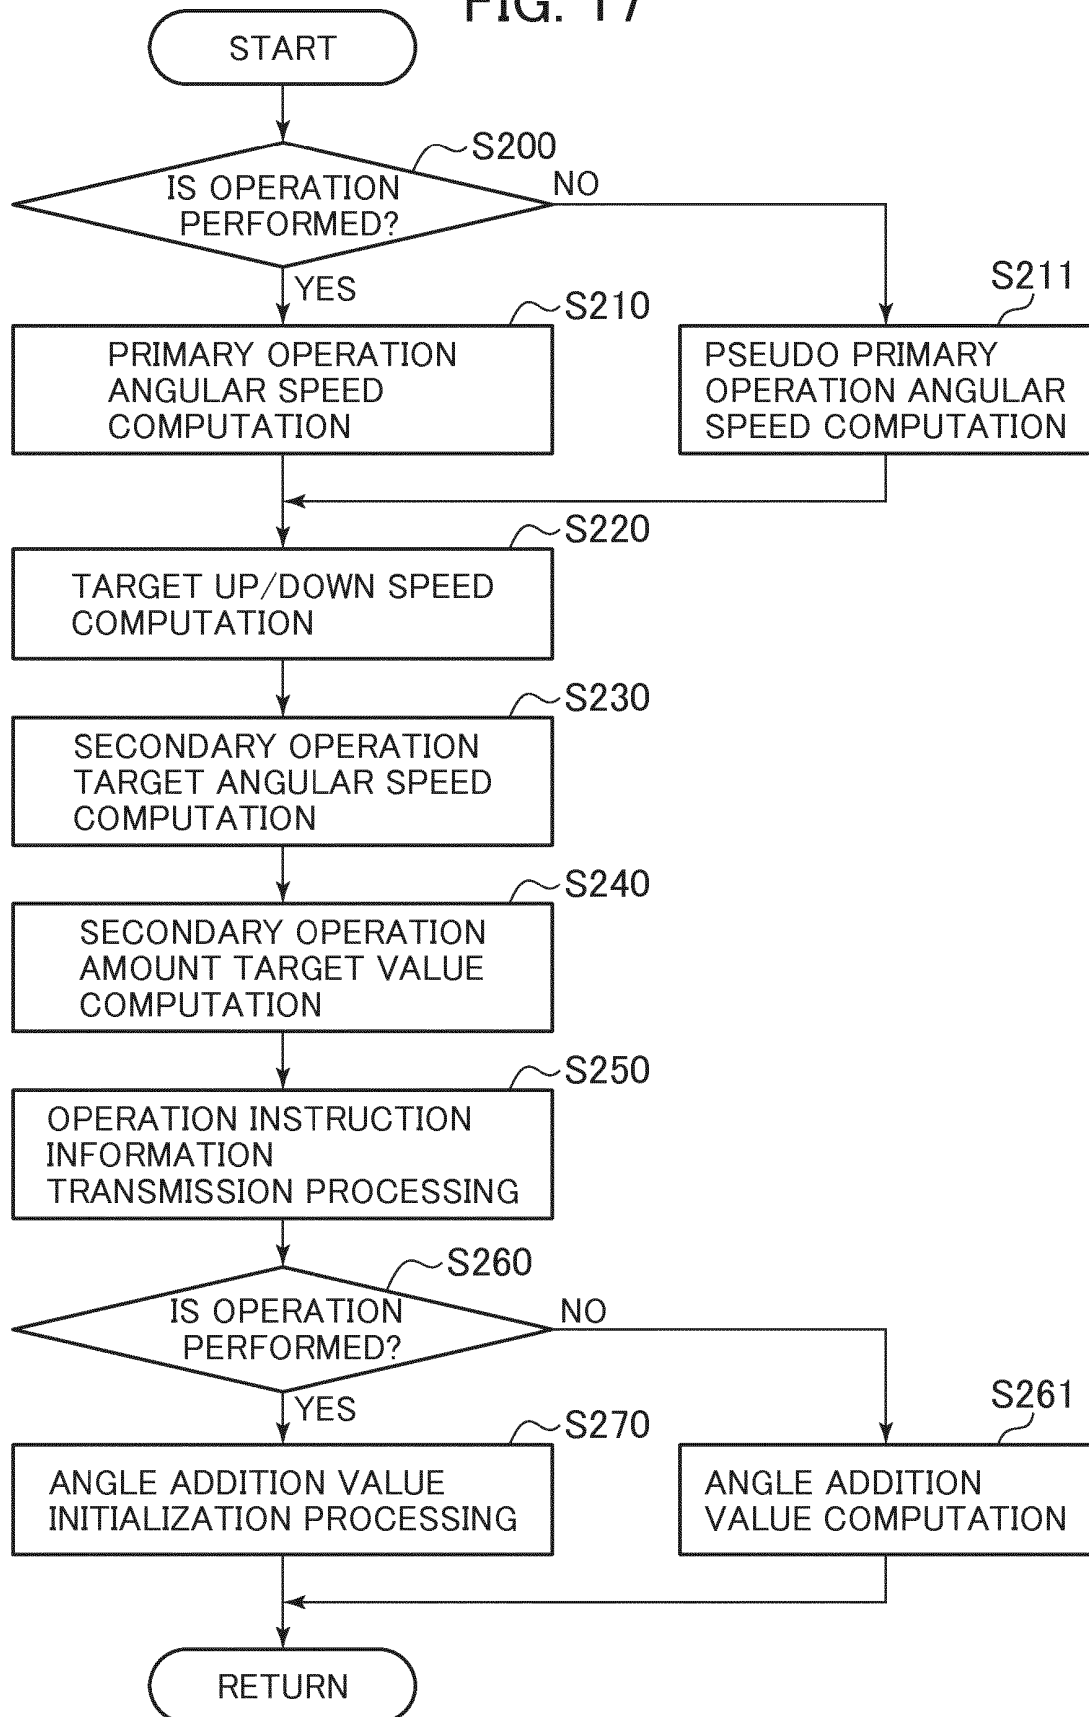 FIG. 17
START
S200
IS OPERATION
PERFORMED?
NO
YES
S210
S211
PRIMARY OPERATION
ANGULAR SPEED
COMPUTATION
PSEUDO PRIMARY
OPERATION ANGULAR
SPEED COMPUTATION
S220
TARGET UP/DOWN SPEED
COMPUTATION
S230
SECONDARY OPERATION
TARGET ANGULAR SPEED
COMPUTATION
S240
SECONDARY OPERATION
AMOUNT TARGET VALUE
COMPUTATION
S250
OPERATION INSTRUCTION
INFORMATION
TRANSMISSION PROCESSING
S260
IS OPERATION
PERFORMED?
NO
YES
S270
S261
ANGLE ADDITION VALUE
INITIALIZATION PROCESSING
ANGLE ADDITION
VALUE COMPUTATION
RETURN